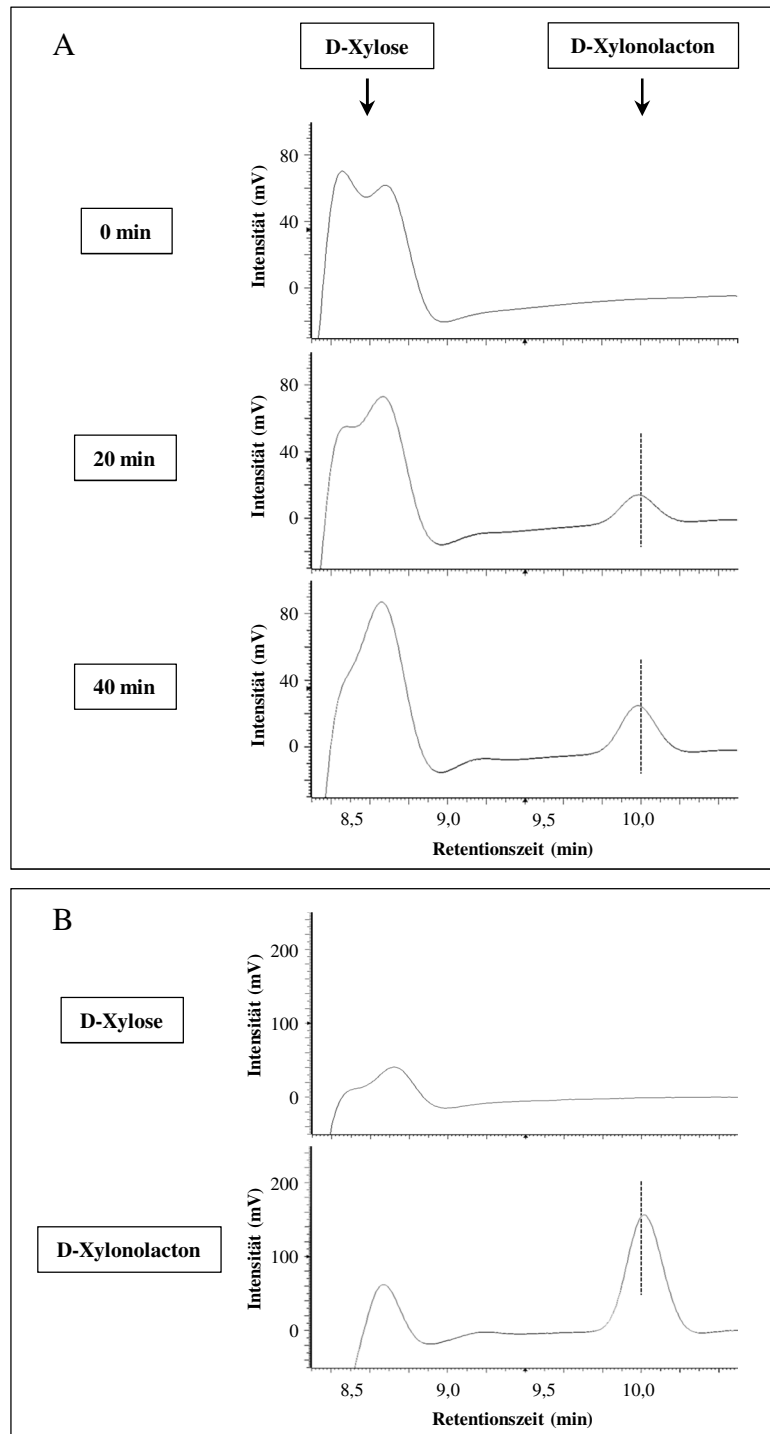 A
D-Xylose
D-Xylonolacton
0 min
Intensität (mV)
80
40
0
20 min
Intensität (mV)
80
40
0
40 min
Intensität (mV)
80
40
0
8,5 9,0 9,5 10,0
Retentionszeit (min)
B
D-Xylose
Intensität (mV)
200
100
0
D-Xylonolacton
Intensität (mV)
200
100
0
8,5 9,0 9,5 10,0
Retentionszeit (min)